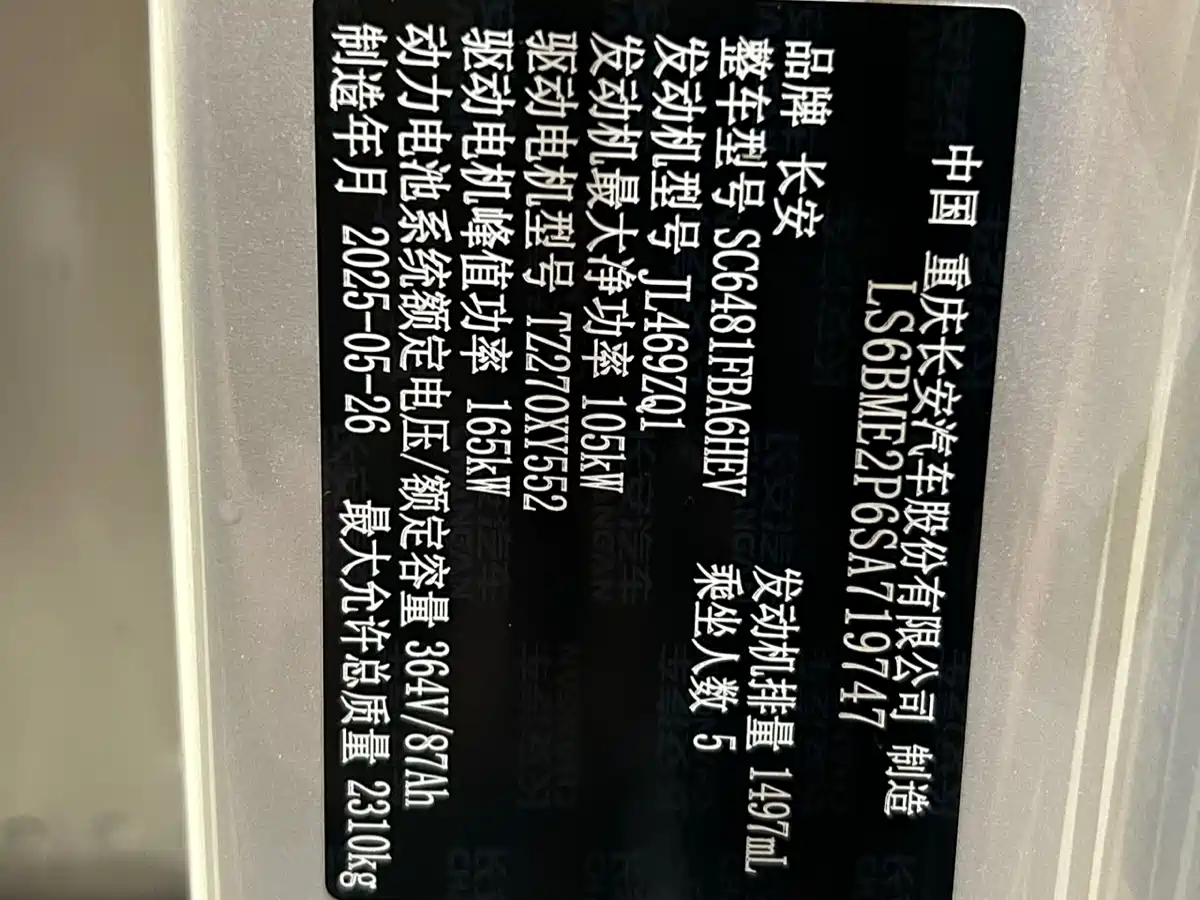 中国 重庆长安汽车股份有限公司 制造
LS6BME2P6SA719747
品牌 长安 发动机排量 1497mL
整车型号 SC6481FBA6HEV 乘坐人数 5
发动机型号 JL469ZQ1
发动机最大净功率 105kW
驱动电机型号 TZ270XY552
驱动电机峰值功率 165kW
动力电池系统额定电压/额定容量 364V/87Ah
制造年月 2025-05-26 最大允许总质量 2310kg